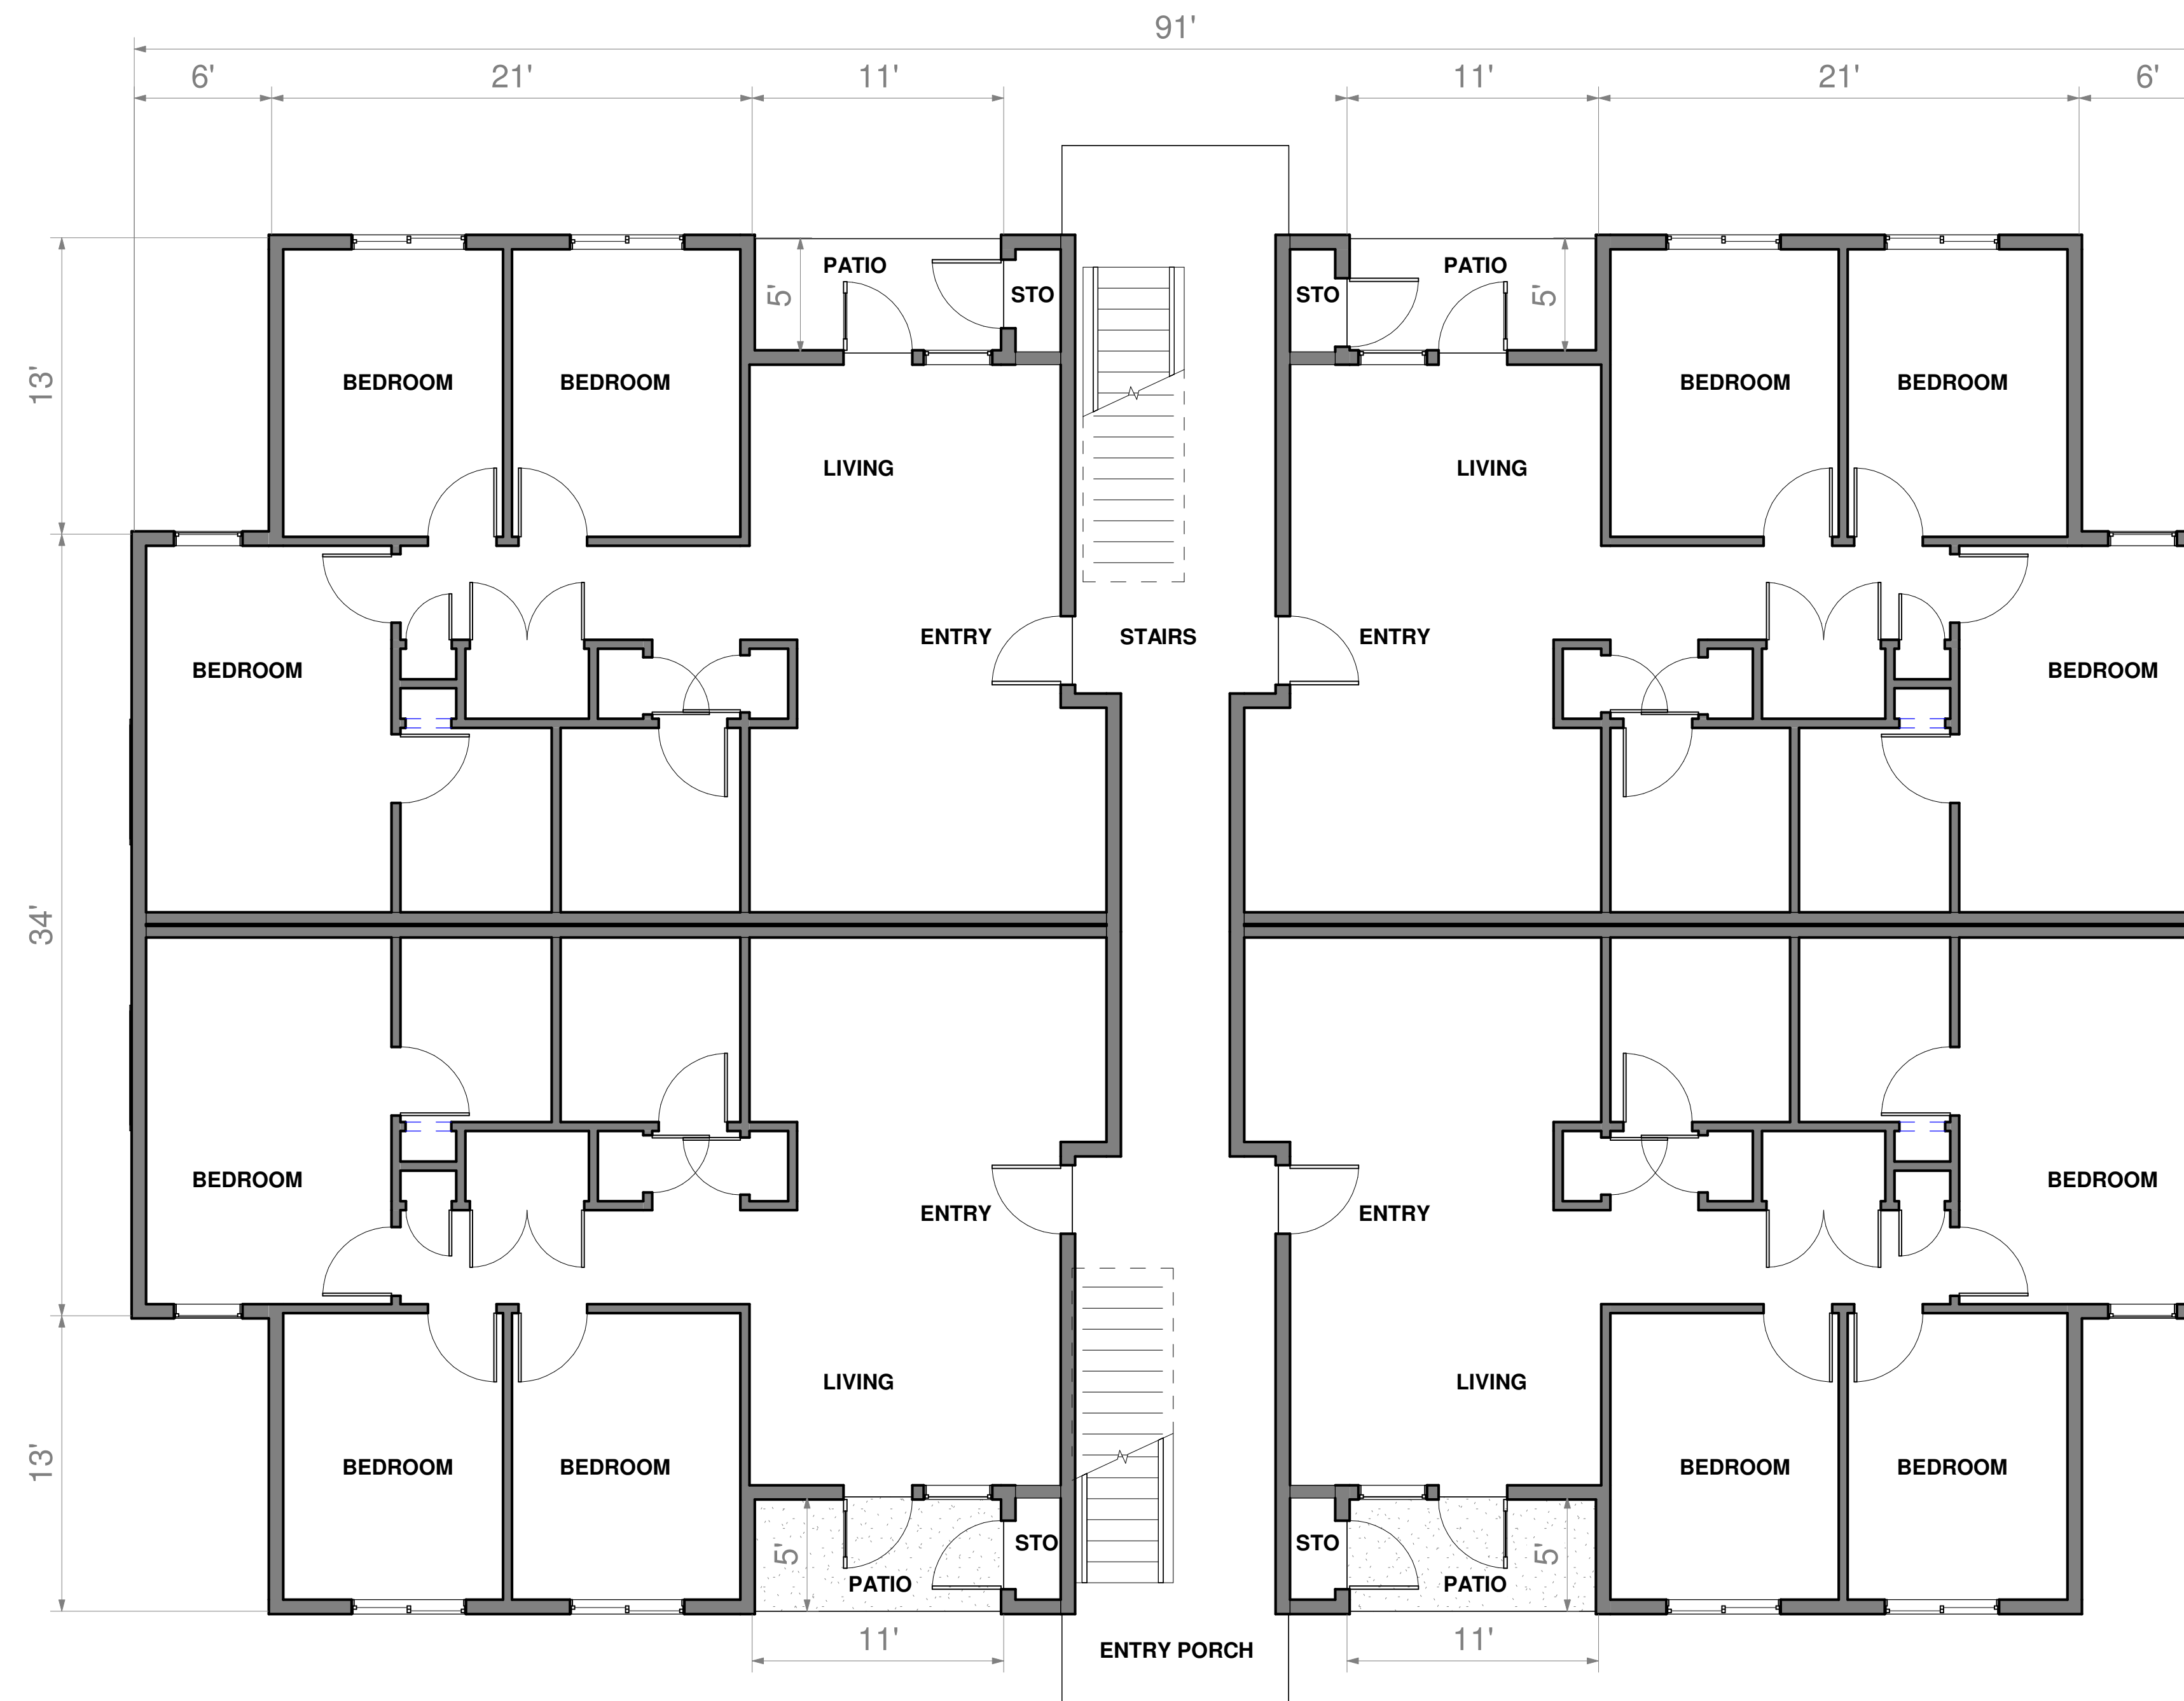 91'
6' 21' 11' 11' 21' 6'
PATIO PATIO
5' STO STO 5'
13' BEDROOM BEDROOM BEDROOM BEDROOM
LIVING LIVING
ENTRY STAIRS ENTRY
BEDROOM BEDROOM
34'
BEDROOM BEDROOM
ENTRY ENTRY
LIVING LIVING
13' BEDROOM BEDROOM BEDROOM BEDROOM
5' STO STO 5'
PATIO PATIO
11' ENTRY PORCH 11'